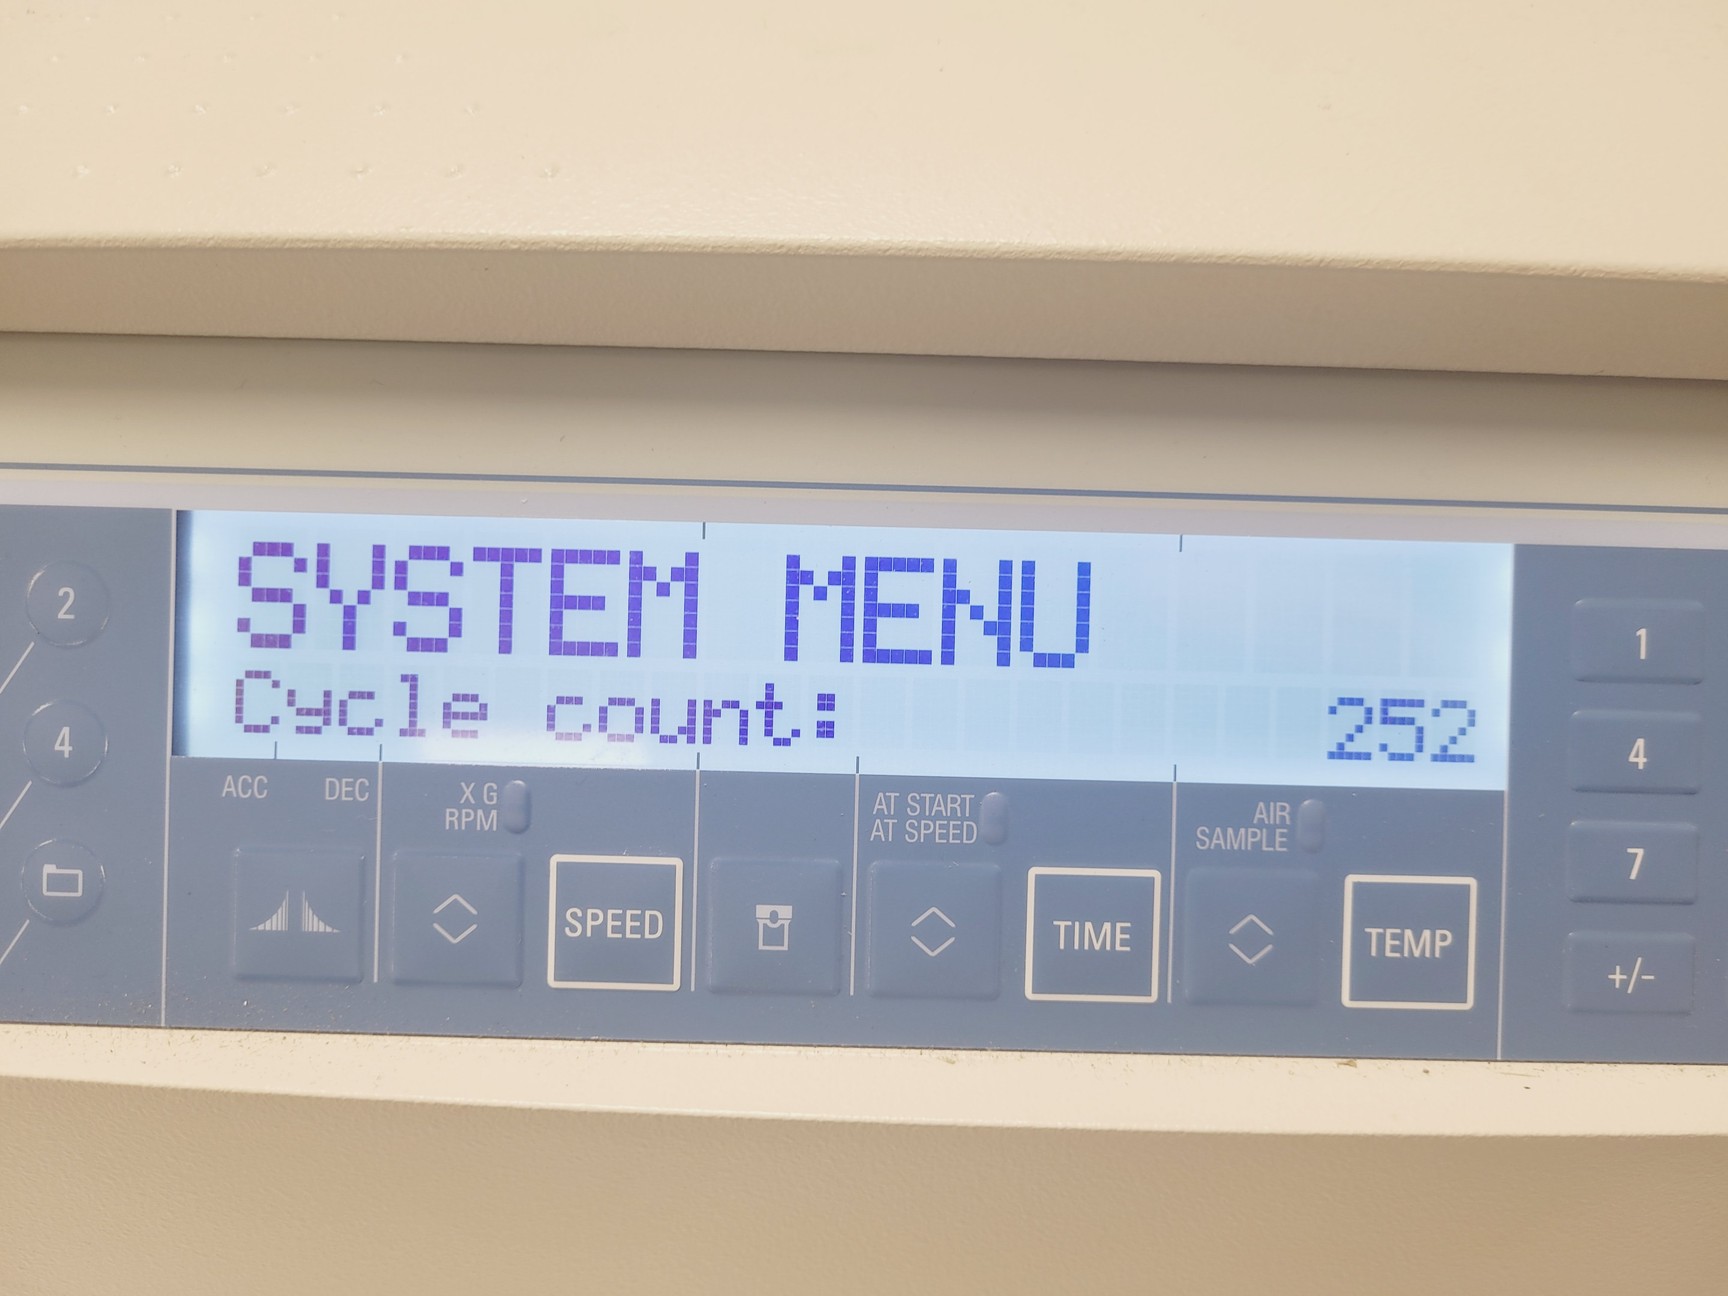 SYSTEM MENU
Cycle count: 252
2
4
ACC DEC
X G
RPM
SPEED
AT START
AT SPEED
TIME
AIR
SAMPLE
TEMP
1
4
7
+/-